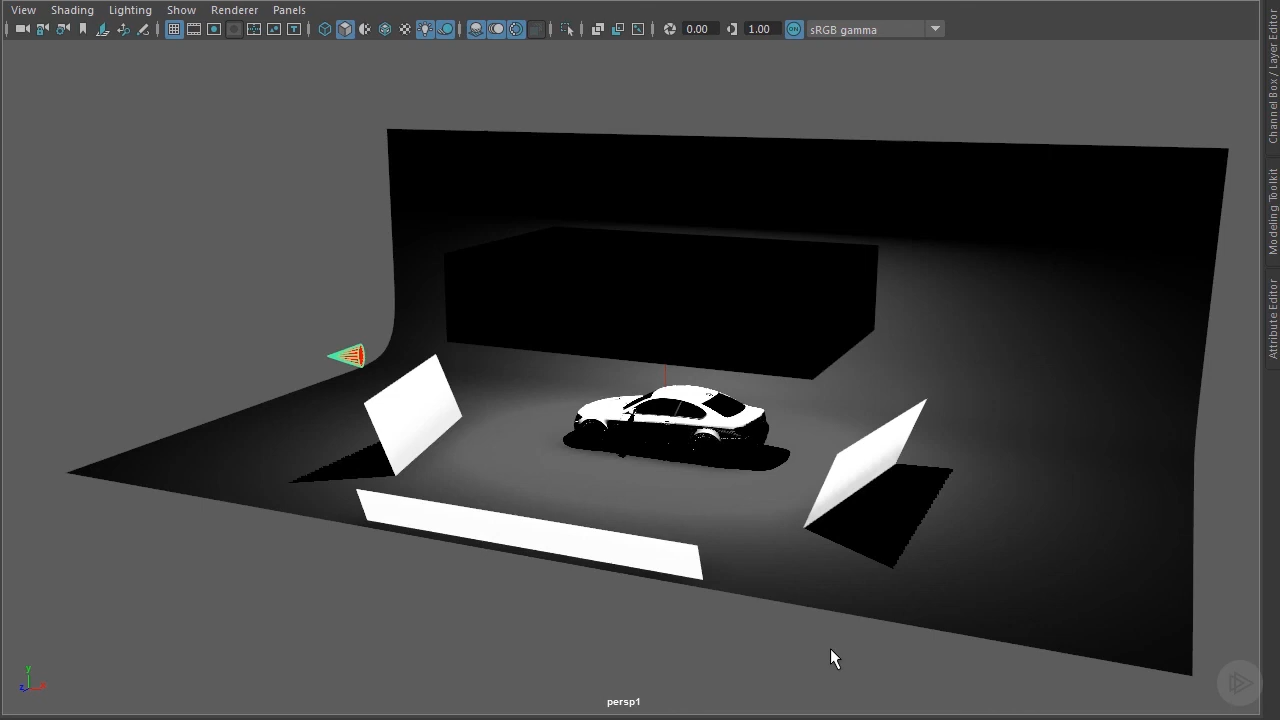 View Shading Lighting Show Renderer Panels
0.00 1.00 ON sRGB gamma
Channel Box / Layer Editor
Modeling Toolkit
Attribute Editor
y
z x
persp1